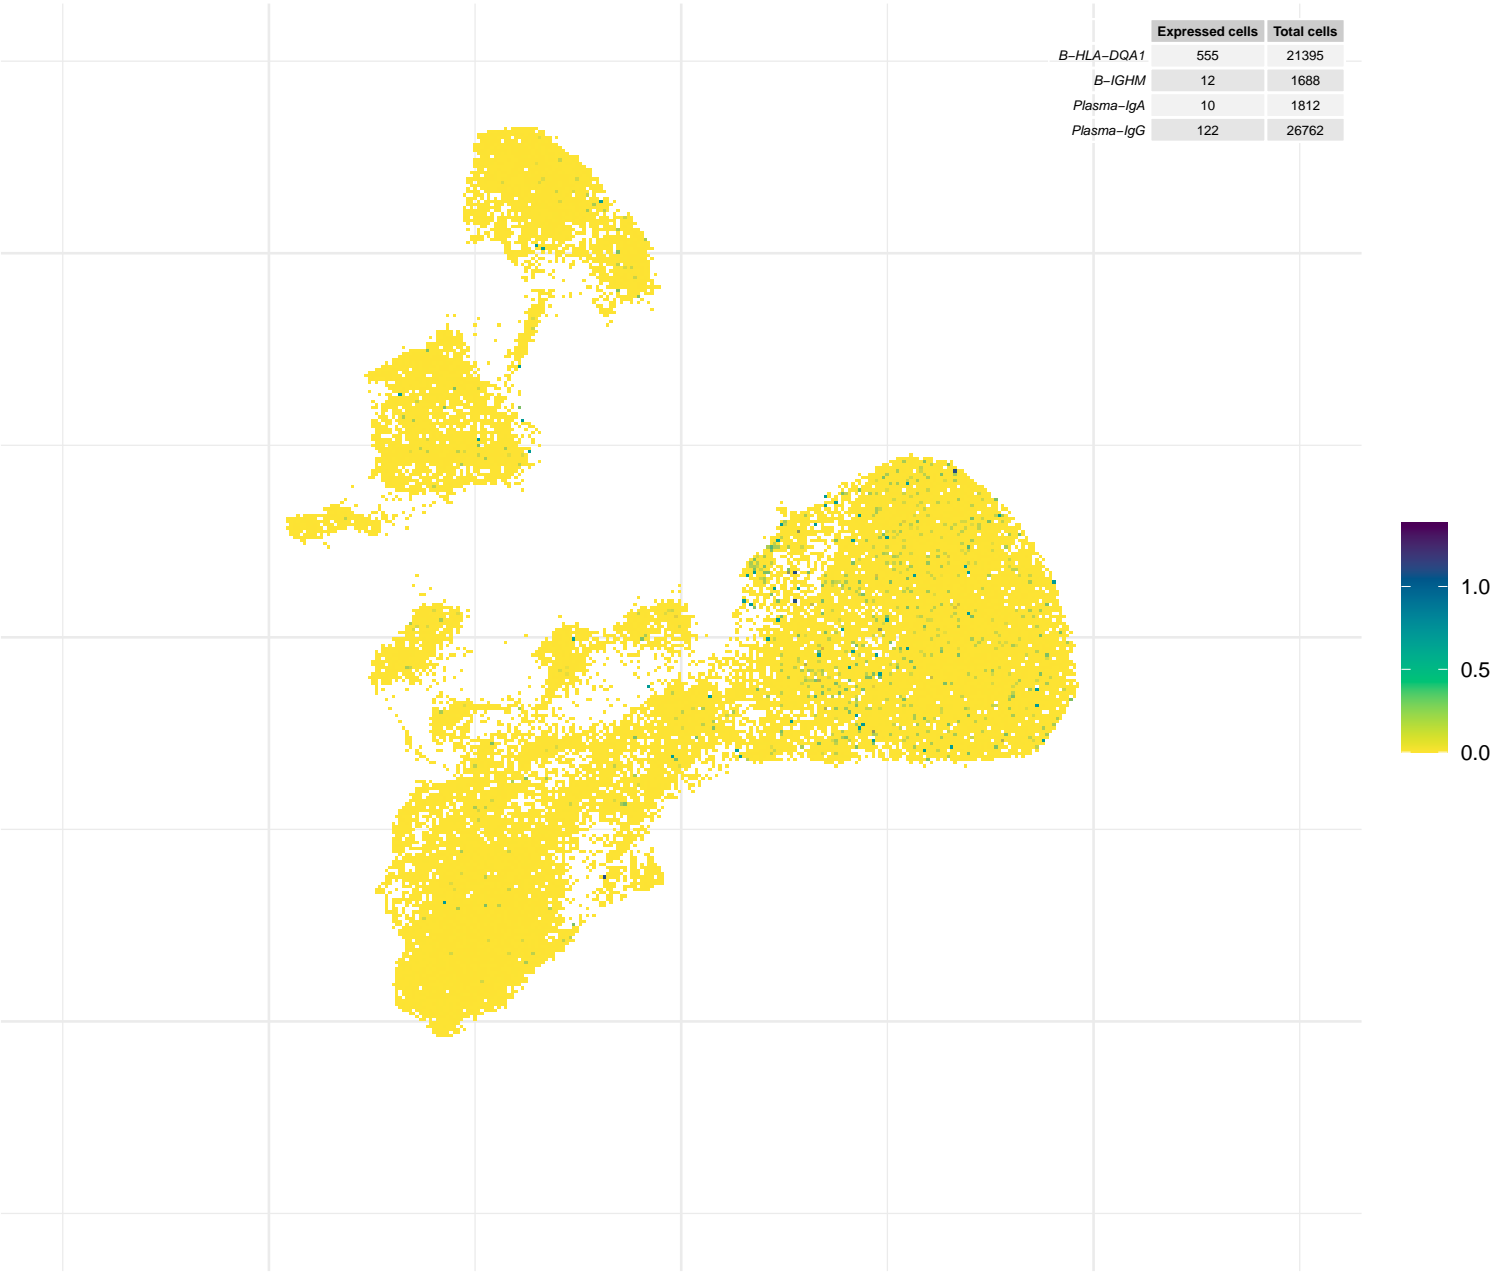 Expressed cells Total cells
B−HLA−DQA1 555 21395
B−IGHM 12 1688
Plasma−IgA 10 1812
Plasma−IgG 122 26762
1.0
0.5
0.0